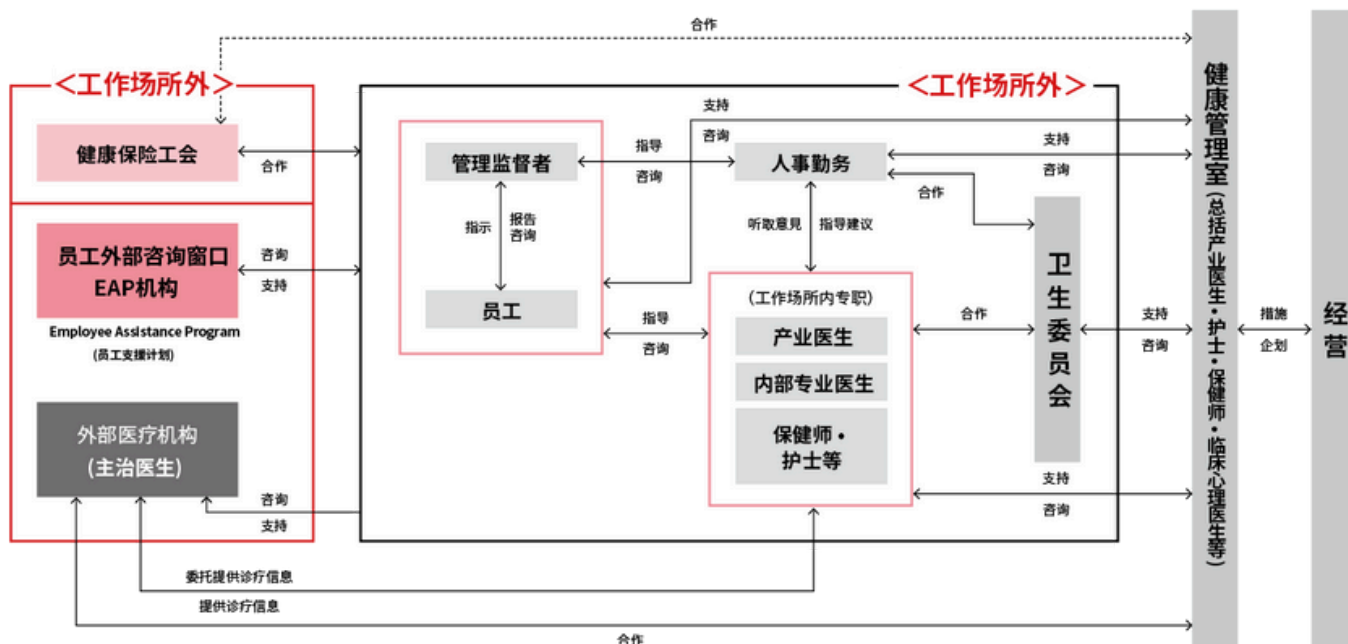 合作
<工作场所外>
健康保险工会
合作
员工外部咨询窗口
EAP机构
Employee Assistance Program
(员工支援计划)
咨询
支持
外部医疗机构
(主治医生)
咨询
支持
<工作场所外>
管理监督者
指示
报告
咨询
员工
指导
咨询
支持
咨询
人事勤务
听取意见
指导建议
支持
咨询
合作
指导
咨询
(工作场所内专职)
产业医生
内部专业医生
保健师・
护士等
合作
卫生委员会
支持
咨询
支持
咨询
健康管理室(总括产业医生・护士・保健师・临床心理医生等)
措施
企划
经营
委托提供诊疗信息
提供诊疗信息
合作